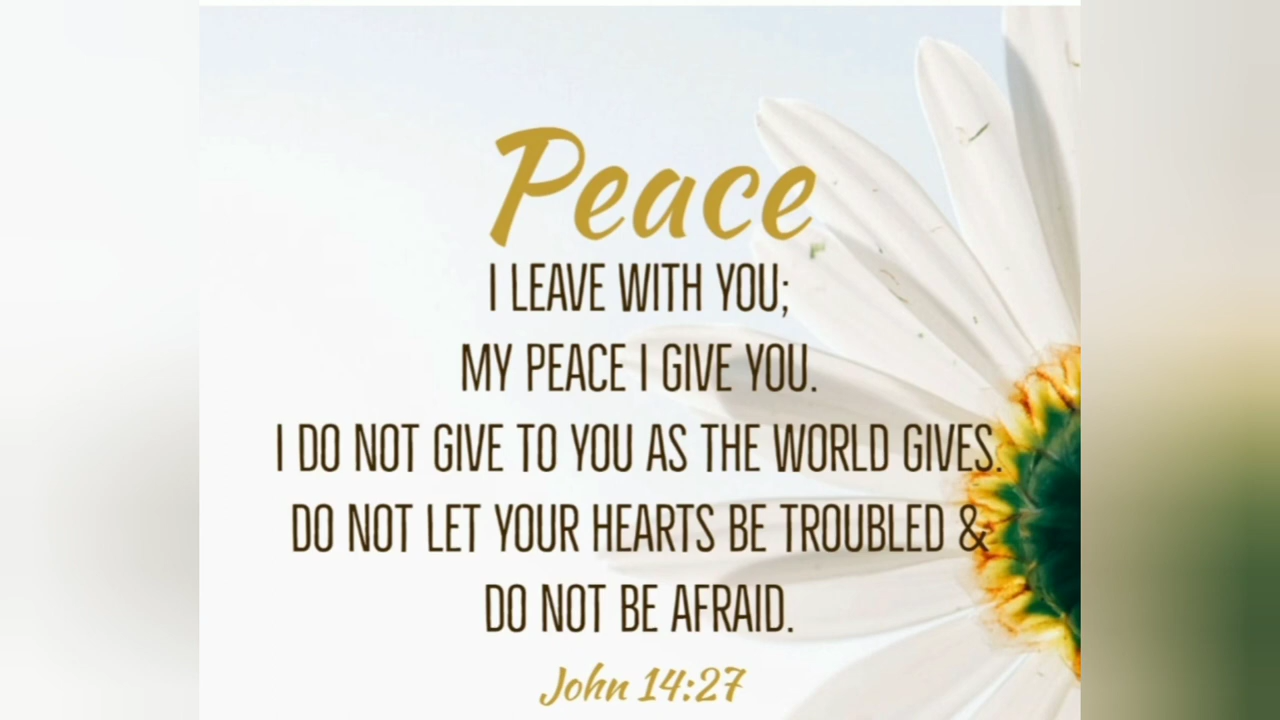 Peace
I LEAVE WITH YOU;
MY PEACE I GIVE YOU.
I DO NOT GIVE TO YOU AS THE WORLD GIVES.
DO NOT LET YOUR HEARTS BE TROUBLED &
DO NOT BE AFRAID.
John 14:27